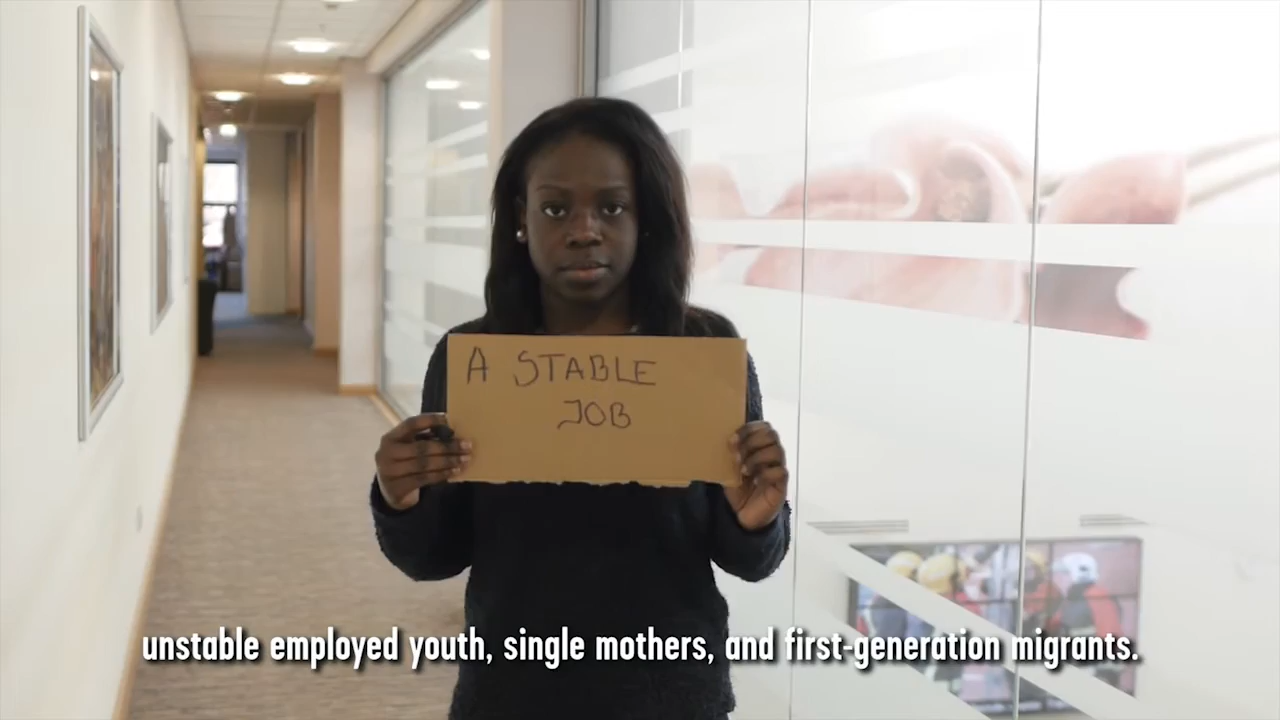 A STABLE
JOB
unstable employed youth, single mothers, and first-generation migrants.